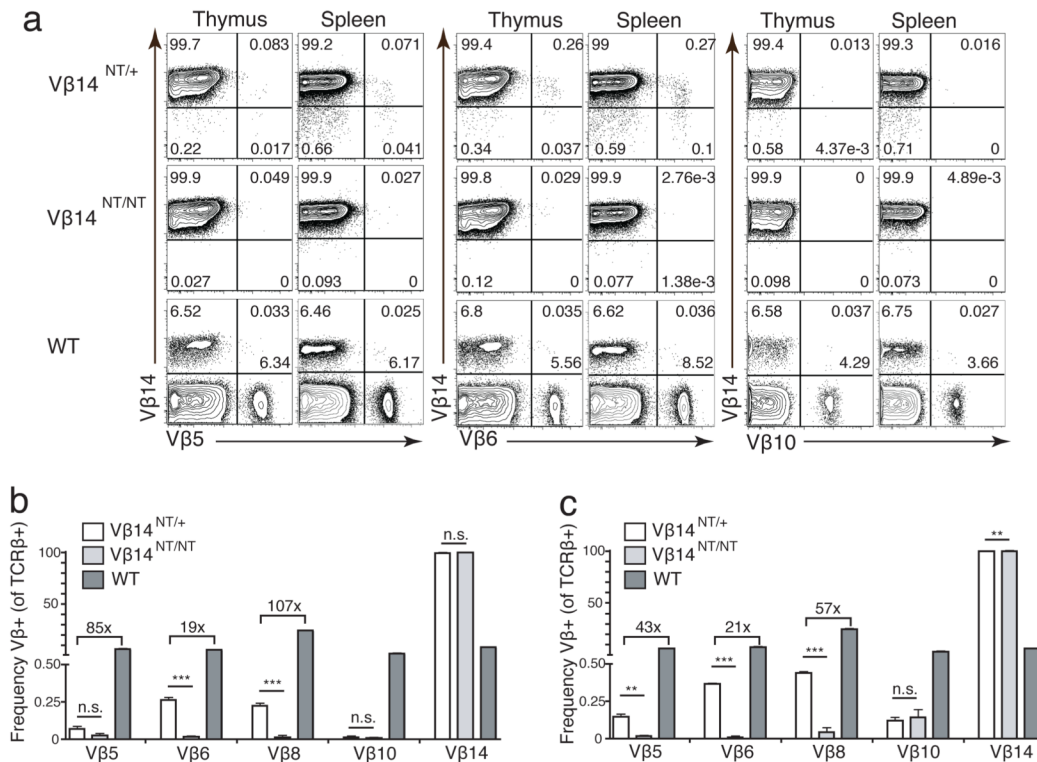 a
Thymus Spleen Thymus Spleen Thymus Spleen
Vβ14 NT/+
99.7 0.083 99.2 0.071 99.4 0.26 99 0.27 99.4 0.013 99.3 0.016
0.22 0.017 0.66 0.041 0.34 0.037 0.59 0.1 0.58 4.37e-3 0.71 0
Vβ14 NT/NT
99.9 0.049 99.9 0.027 99.8 0.029 99.9 2.76e-3 99.9 0 99.9 4.89e-3
0.027 0 0.093 0 0.12 0 0.077 1.38e-3 0.098 0 0.073 0
WT
6.52 0.033 6.46 0.025 6.8 0.035 6.62 0.036 6.58 0.037 6.75 0.027
6.34 6.17 5.56 8.52 4.29 3.66
Vβ14 Vβ14 Vβ14
Vβ5 Vβ6 Vβ10
b
Vβ14 NT/+
Vβ14 NT/NT
WT
Frequency Vβ+ (of TCRβ+)
100
50
0.50
0.25
0
85x 19x 107x n.s.
n.s. *** *** n.s.
Vβ5 Vβ6 Vβ8 Vβ10 Vβ14
c
Vβ14 NT/+
Vβ14 NT/NT
WT
Frequency Vβ+ (of TCRβ+)
100
50
0.50
0.25
0
43x 21x 57x **
** *** *** n.s.
Vβ5 Vβ6 Vβ8 Vβ10 Vβ14